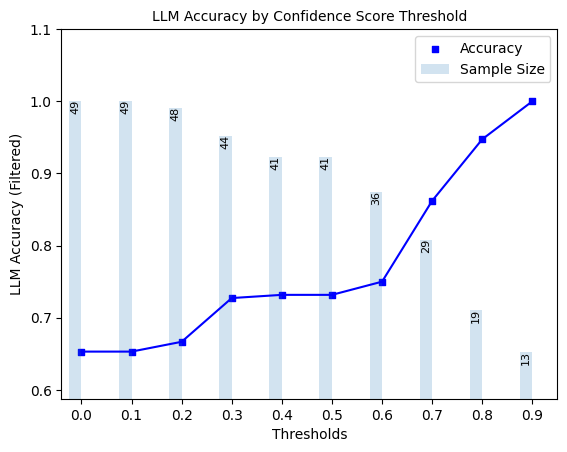 LLM Accuracy by Confidence Score Threshold
Accuracy
Sample Size
LLM Accuracy (Filtered)
1.1
1.0
0.9
0.8
0.7
0.6
49
49
48
44
41
41
36
29
19
13
0.0 0.1 0.2 0.3 0.4 0.5 0.6 0.7 0.8 0.9
Thresholds